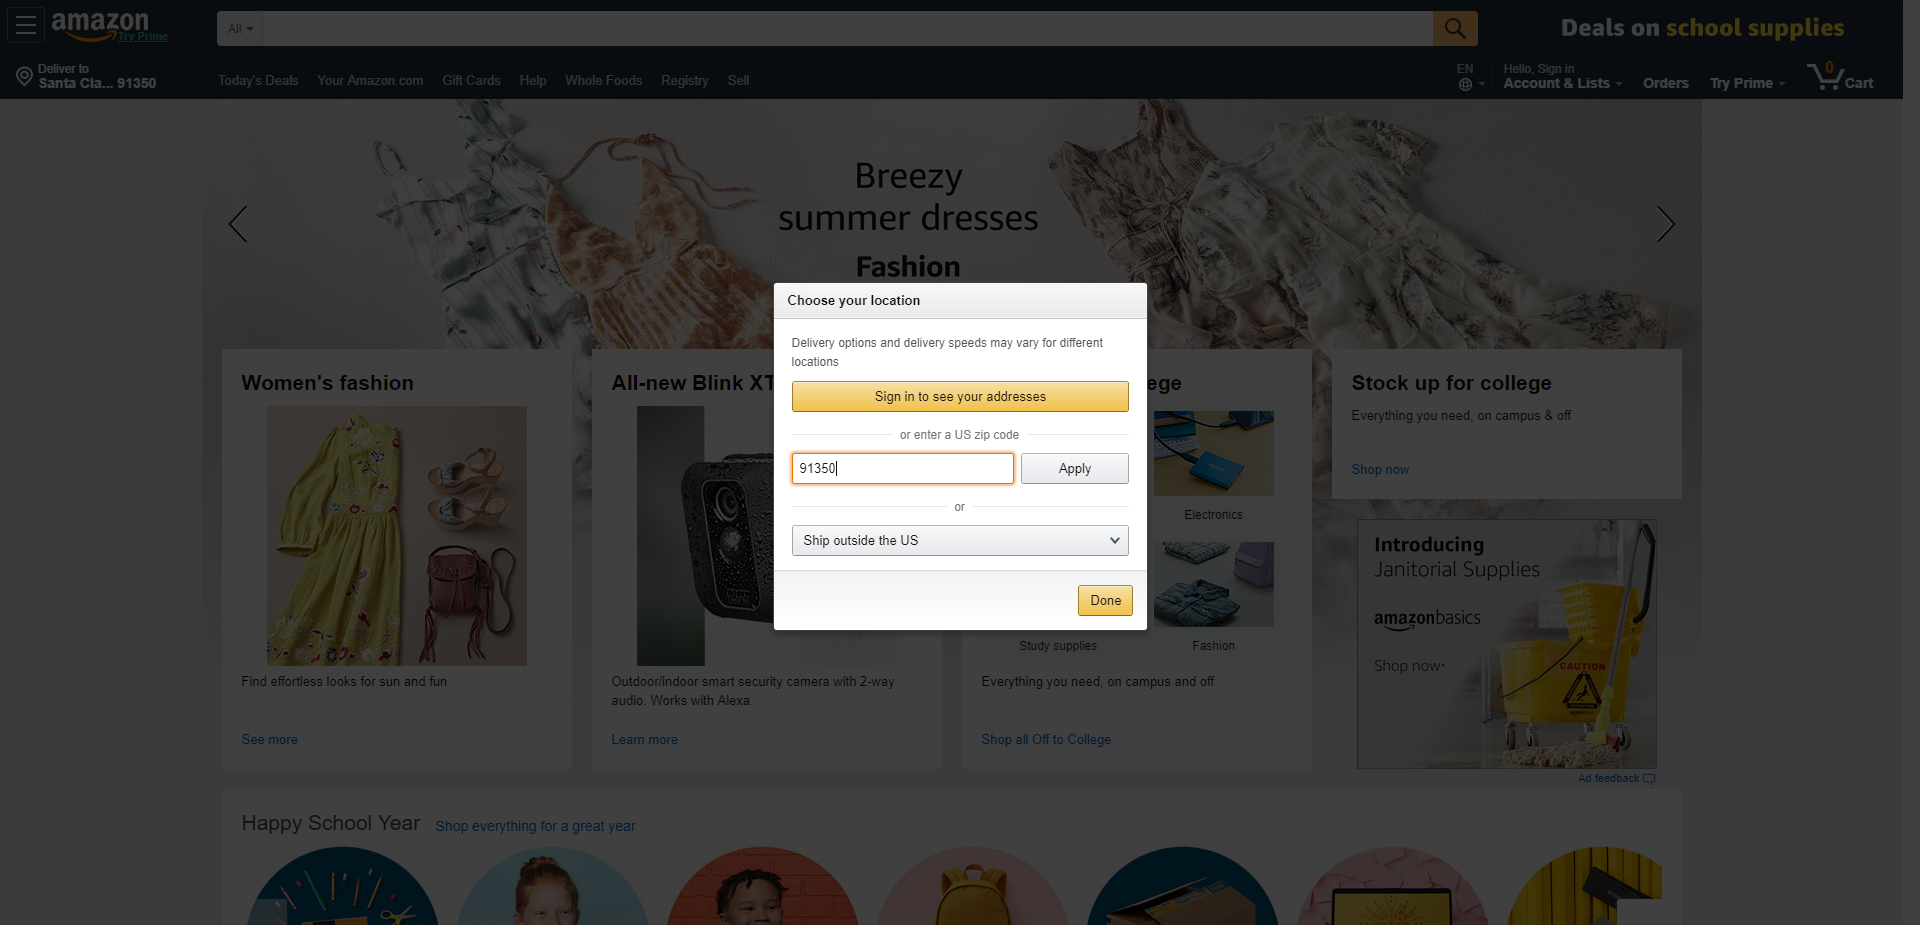 amazon
Try Prime
All
Deals on school supplies
Deliver to
Santa Cla... 91350
Today's Deals
Your Amazon.com
Gift Cards
Help
Whole Foods
Registry
Sell
EN
Hello, Sign in
Account & Lists
Orders
Try Prime
0
Cart
Breezy
summer dresses
Fashion
Choose your location
Delivery options and delivery speeds may vary for different
locations
Sign in to see your addresses
or enter a US zip code
91350
Apply
or
Ship outside the US
Done
Women's fashion
Find effortless looks for sun and fun
See more
All-new Blink XT
Outdoor/indoor smart security camera with 2-way
audio. Works with Alexa.
Learn more
ege
Electronics
Study supplies
Fashion
Everything you need, on campus and off
Shop all Off to College
Stock up for college
Everything you need, on campus & off
Shop now
Introducing
Janitorial Supplies
amazonbasics
Shop now
CAUTION
Ad feedback
Happy School Year
Shop everything for a great year